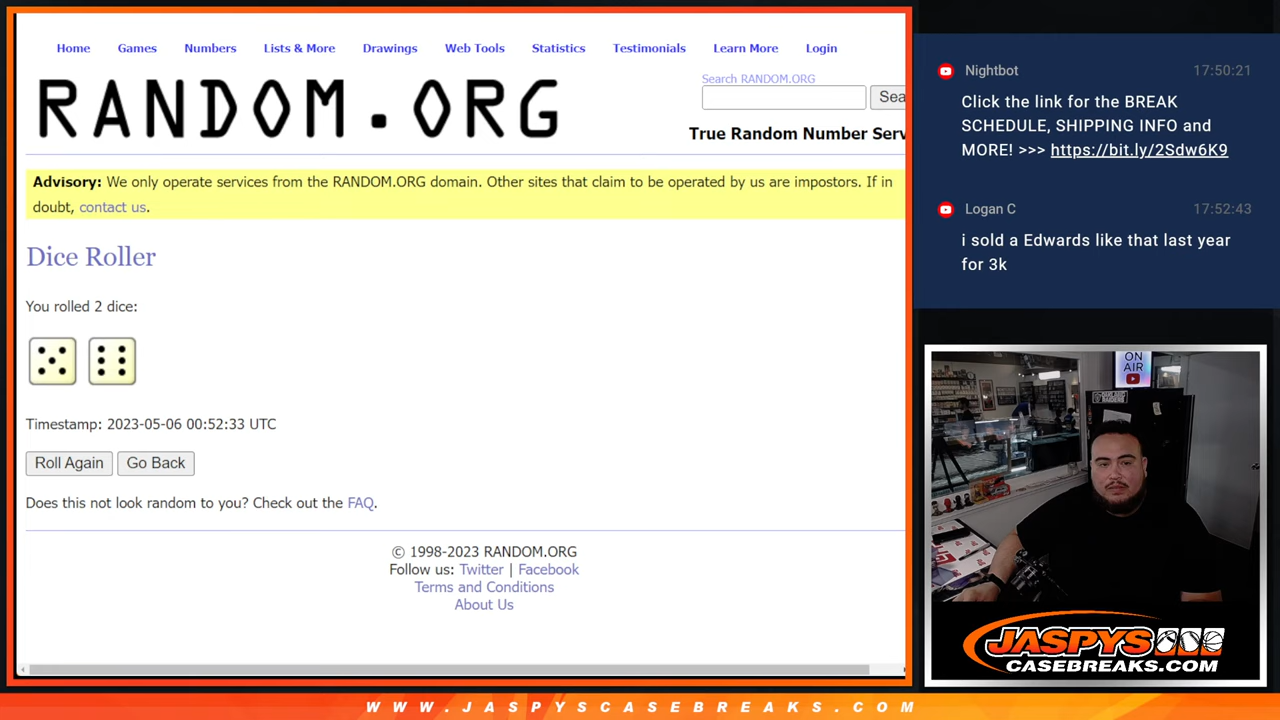 Home Games Numbers Lists & More Drawings Web Tools Statistics Testimonials Learn More Login
RANDOM.ORG
Search RANDOM.ORG
Sea
True Random Number Serv
Advisory: We only operate services from the RANDOM.ORG domain. Other sites that claim to be operated by us are impostors. If in
doubt, contact us.
Dice Roller
You rolled 2 dice:
Timestamp: 2023-05-06 00:52:33 UTC
Roll Again Go Back
Does this not look random to you? Check out the FAQ.
© 1998-2023 RANDOM.ORG
Follow us: Twitter | Facebook
Terms and Conditions
About Us
Nightbot 17:50:21
Click the link for the BREAK
SCHEDULE, SHIPPING INFO and
MORE! >>> https://bit.ly/2Sdw6K9
Logan C 17:52:43
i sold a Edwards like that last year
for 3k
ON
AIR
JASPYS
CASEBREAKS.COM
WWW.JASPYSCASEBREAKS.COM